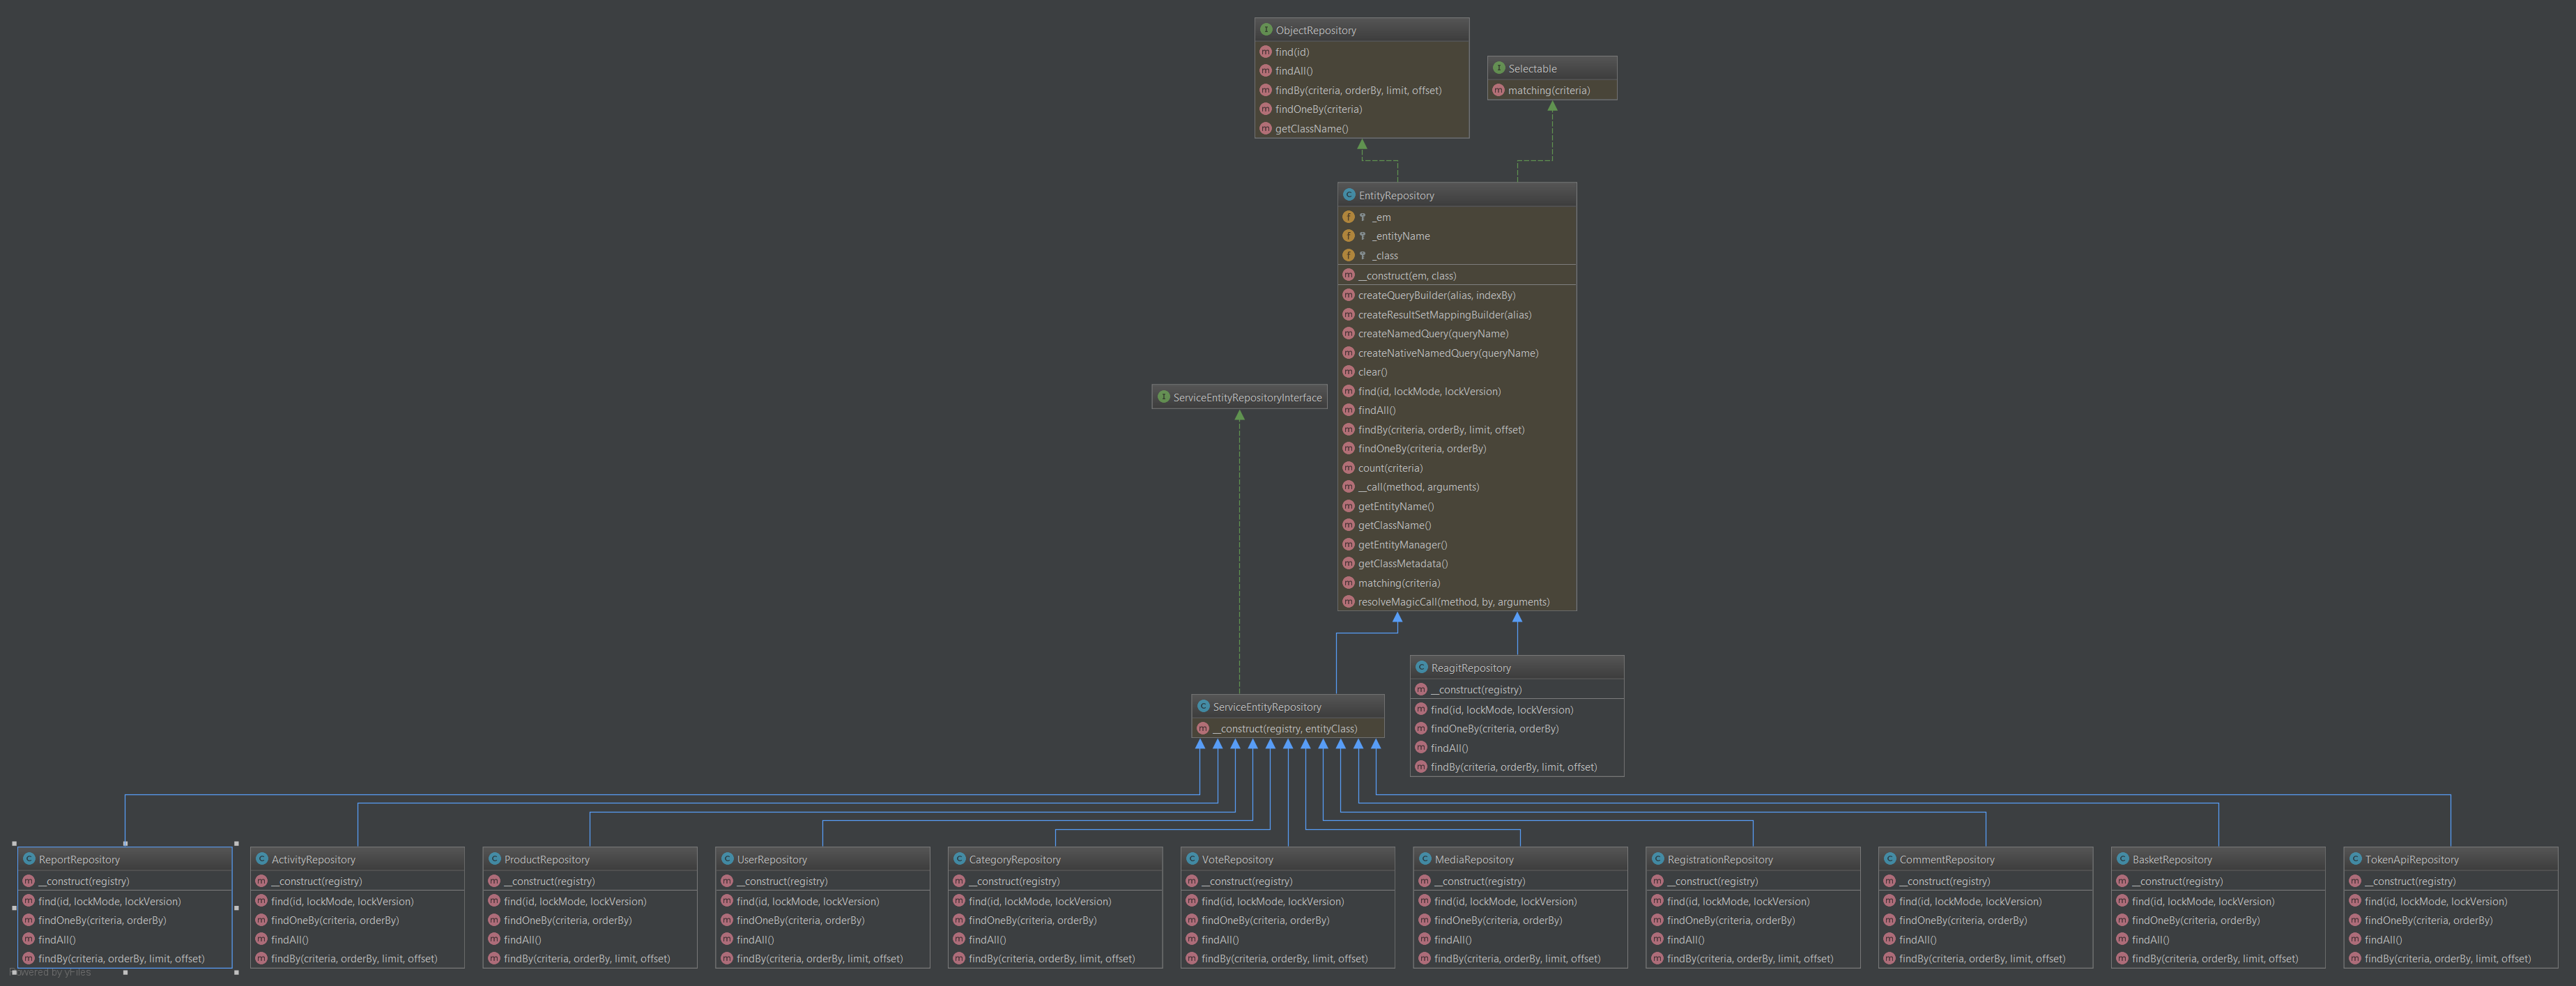 ObjectRepository
find(id)
findAll()
findBy(criteria, orderBy, limit, offset)
findOneBy(criteria)
getClassName()
Selectable
matching(criteria)
EntityRepository
_em
_entityName
_class
__construct(em, class)
createQueryBuilder(alias, indexBy)
createResultSetMappingBuilder(alias)
createNamedQuery(queryName)
createNativeNamedQuery(queryName)
clear()
find(id, lockMode, lockVersion)
findAll()
findBy(criteria, orderBy, limit, offset)
findOneBy(criteria, orderBy)
count(criteria)
__call(method, arguments)
getEntityName()
getClassName()
getEntityManager()
getClassMetadata()
matching(criteria)
resolveMagicCall(method, by, arguments)
ServiceEntityRepositoryInterface
ReagitRepository
__construct(registry)
find(id, lockMode, lockVersion)
findOneBy(criteria, orderBy)
findAll()
findBy(criteria, orderBy, limit, offset)
ServiceEntityRepository
__construct(registry, entityClass)
ReportRepository
__construct(registry)
find(id, lockMode, lockVersion)
findOneBy(criteria, orderBy)
findAll()
findBy(criteria, orderBy, limit, offset)
Powered by yFiles
ActivityRepository
__construct(registry)
find(id, lockMode, lockVersion)
findOneBy(criteria, orderBy)
findAll()
findBy(criteria, orderBy, limit, offset)
ProductRepository
__construct(registry)
find(id, lockMode, lockVersion)
findOneBy(criteria, orderBy)
findAll()
findBy(criteria, orderBy, limit, offset)
UserRepository
__construct(registry)
find(id, lockMode, lockVersion)
findOneBy(criteria, orderBy)
findAll()
findBy(criteria, orderBy, limit, offset)
CategoryRepository
__construct(registry)
find(id, lockMode, lockVersion)
findOneBy(criteria, orderBy)
findAll()
findBy(criteria, orderBy, limit, offset)
VoteRepository
__construct(registry)
find(id, lockMode, lockVersion)
findOneBy(criteria, orderBy)
findAll()
findBy(criteria, orderBy, limit, offset)
MediaRepository
__construct(registry)
find(id, lockMode, lockVersion)
findOneBy(criteria, orderBy)
findAll()
findBy(criteria, orderBy, limit, offset)
RegistrationRepository
__construct(registry)
find(id, lockMode, lockVersion)
findOneBy(criteria, orderBy)
findAll()
findBy(criteria, orderBy, limit, offset)
CommentRepository
__construct(registry)
find(id, lockMode, lockVersion)
findOneBy(criteria, orderBy)
findAll()
findBy(criteria, orderBy, limit, offset)
BasketRepository
__construct(registry)
find(id, lockMode, lockVersion)
findOneBy(criteria, orderBy)
findAll()
findBy(criteria, orderBy, limit, offset)
TokenApiRepository
__construct(registry)
find(id, lockMode, lockVersion)
findOneBy(criteria, orderBy)
findAll()
findBy(criteria, orderBy, limit, offset)